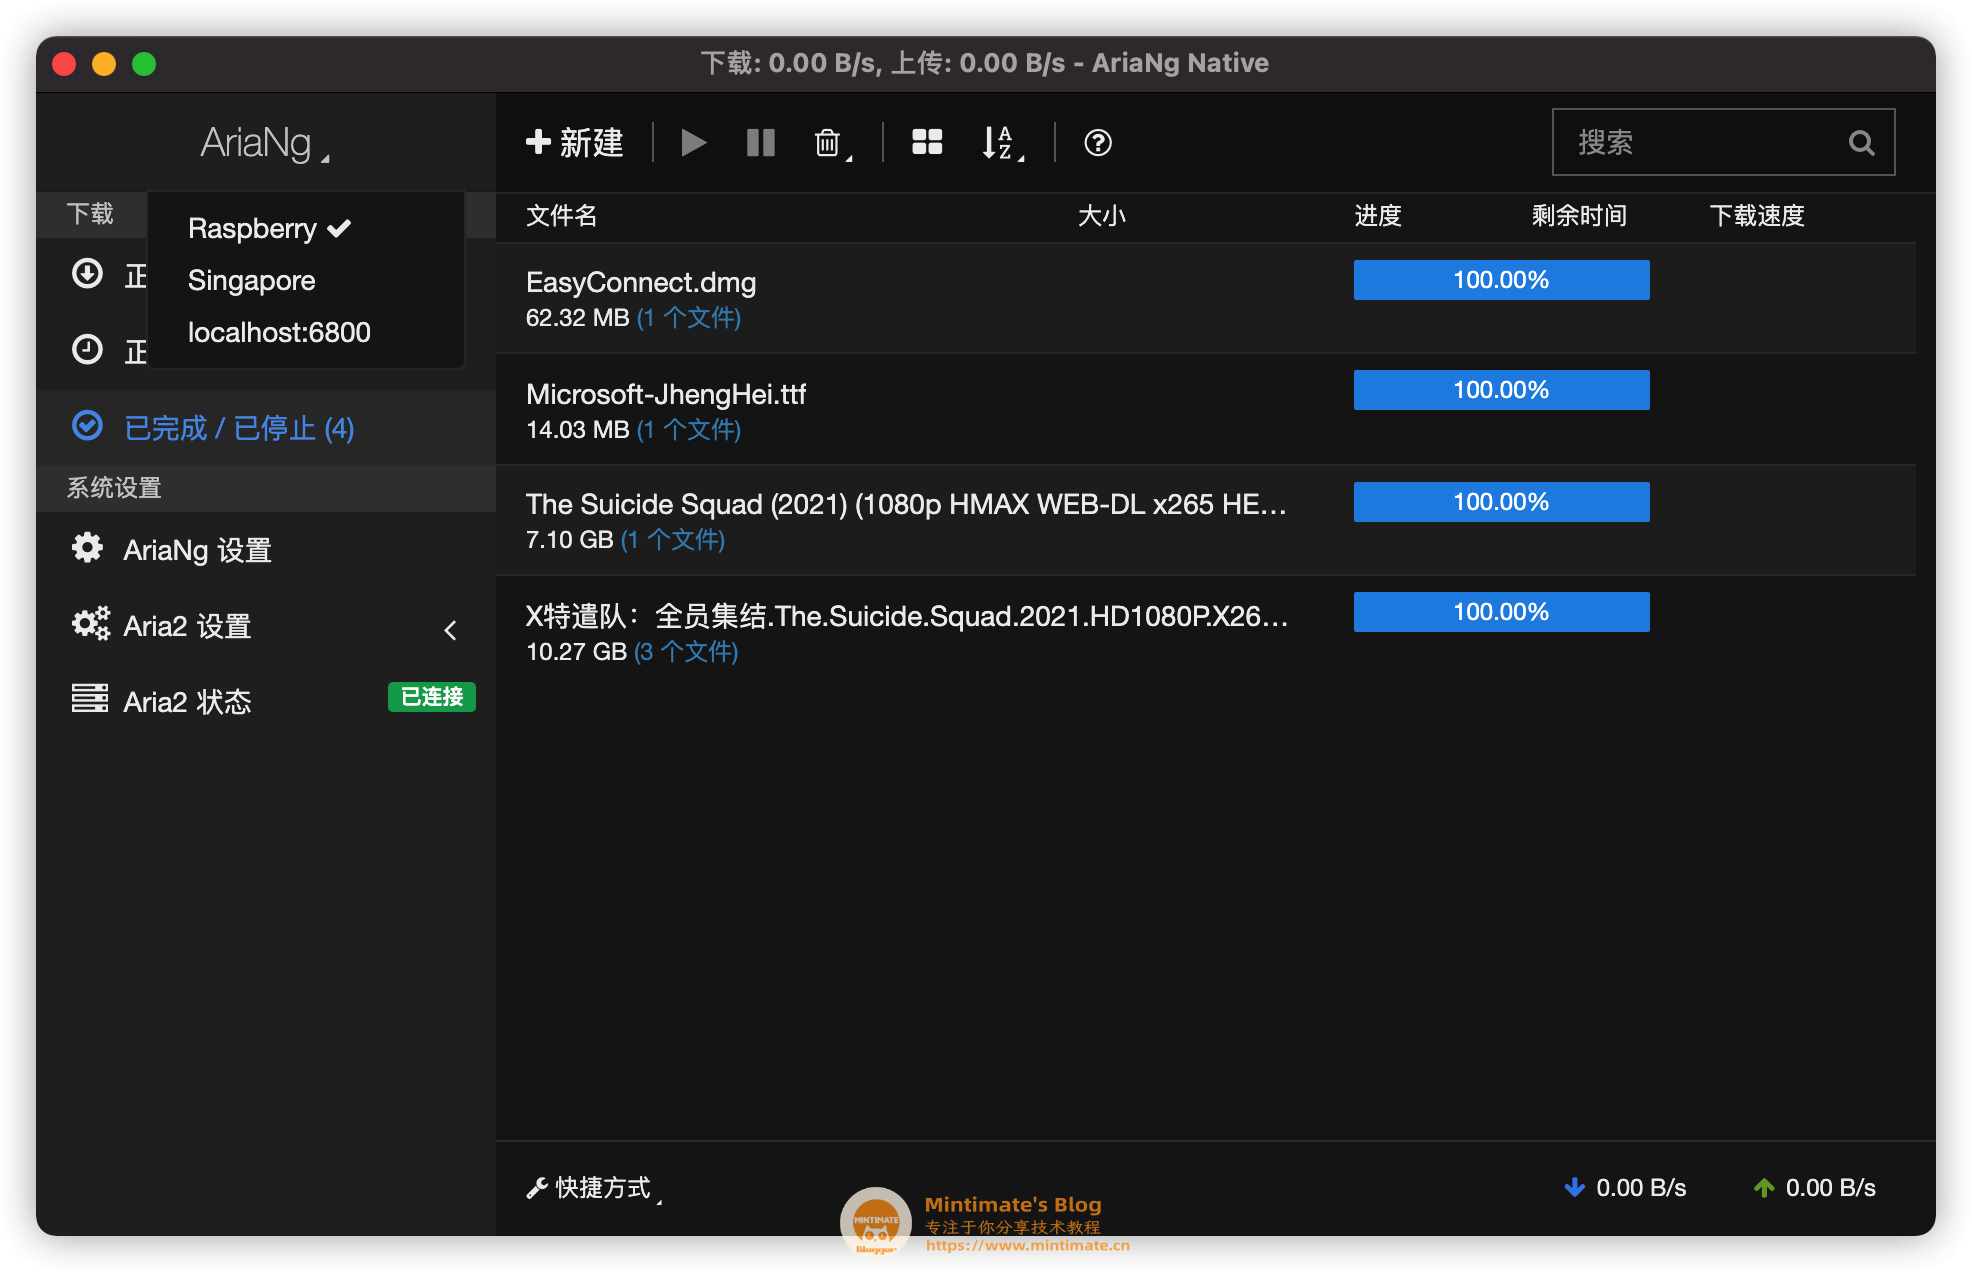 下载: 0.00 B/s, 上传: 0.00 B/s - AriaNg Native
AriaNg
新建
搜索
下载
Raspberry
Singapore
localhost:6800
正
正
已完成 / 已停止 (4)
系统设置
AriaNg 设置
Aria2 设置
Aria2 状态
已连接
文件名 大小 进度 剩余时间 下载速度
EasyConnect.dmg
62.32 MB (1 个文件)
100.00%
Microsoft-JhengHei.ttf
14.03 MB (1 个文件)
100.00%
The Suicide Squad (2021) (1080p HMAX WEB-DL x265 HE...
7.10 GB (1 个文件)
100.00%
X特遣队：全员集结.The.Suicide.Squad.2021.HD1080P.X26...
10.27 GB (3 个文件)
100.00%
快捷方式
0.00 B/s
0.00 B/s
MINTIMATE
Blogger
Mintimate's Blog
专注于你分享技术教程
https://www.mintimate.cn